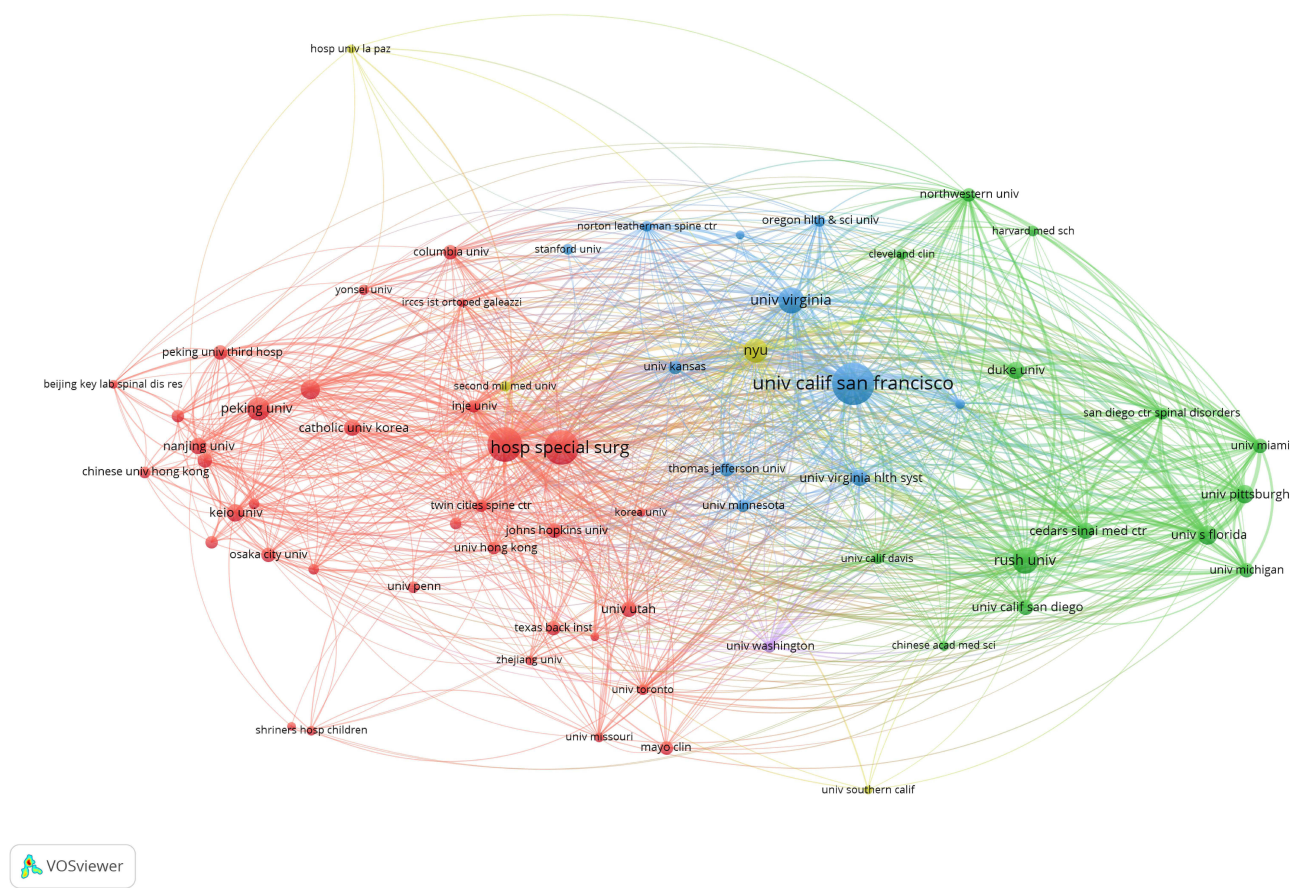 hosp univ la paz
northwestern univ
oregon hlth & sci univ
norton leatherman spine ctr
harvard med sch
columbia univ
stanford univ
cleveland clin
yonsei univ
irccs ist ortoped galeazzi
univ virginia
peking univ third hosp
nyu
univ kansas
duke univ
beijing key lab spinal dis res
second mil med univ
univ calif san francisco
peking univ
inje univ
san diego ctr spinal disorders
catholic univ korea
nanjing univ
hosp special surg
univ miami
chinese univ hong kong
thomas jefferson univ
univ virginia hlth syst
univ pittsburgh
twin cities spine ctr
univ minnesota
keio univ
korea univ
johns hopkins univ
cedars sinai med ctr
univ s florida
osaka city univ
univ hong kong
univ calif davis
rush univ
univ michigan
univ penn
univ utah
univ calif san diego
texas back inst
univ washington
chinese acad med sci
zhejiang univ
univ toronto
shriners hosp children
univ missouri
mayo clin
univ southern calif
VOSviewer